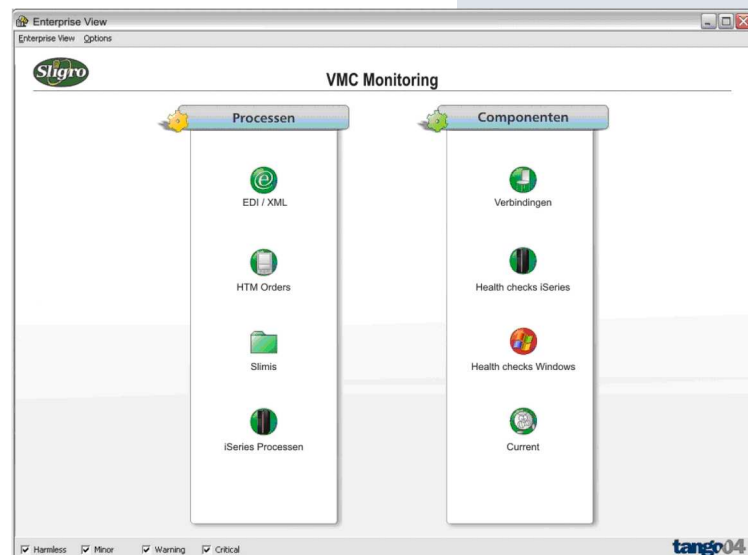 Enterprise View
Enterprise View Options
Sligro
VMC Monitoring
Processen
EDI / XML
HTM Orders
Slimis
iSeries Processen
Componenten
Verbindingen
Health checks iSeries
Health checks Windows
Current
Harmless Minor Warning Critical
tango04